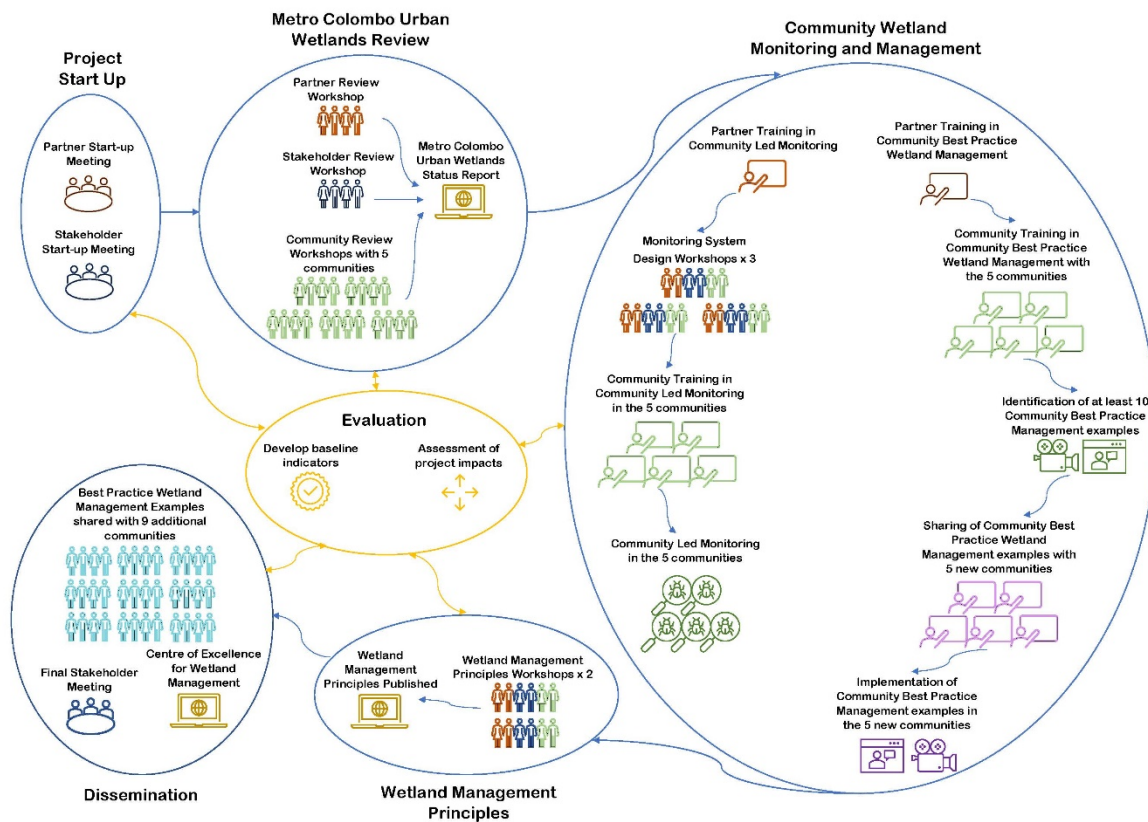 Project
Start Up
Partner Start-up
Meeting
Stakeholder
Start-up Meeting
Metro Colombo Urban
Wetlands Review
Partner Review
Workshop
Stakeholder Review
Workshop
Community Review
Workshops with 5
communities
Metro Colombo
Urban Wetlands
Status Report
Community Wetland
Monitoring and Management
Partner Training in
Community Led Monitoring
Monitoring System
Design Workshops x 3
Community Training in
Community Led Monitoring
in the 5 communities
Community Led Monitoring
in the 5 communities
Partner Training in
Community Best Practice
Wetland Management
Community Training in
Community Best Practice
Wetland Management with
the 5 communities
Identification of at least 10
Community Best Practice
Management examples
Sharing of Community Best
Practice Wetland
Management examples with
5 new communities
Implementation of
Community Best Practice
Management examples in
the 5 new communities
Evaluation
Develop baseline
indicators
Assessment of
project impacts
Wetland
Management
Principles Published
Wetland Management
Principles Workshops x 2
Wetland Management
Principles
Best Practice Wetland
Management Examples
shared with 9 additional
communities
Final Stakeholder
Meeting
Centre of Excellence
for Wetland
Management
Dissemination